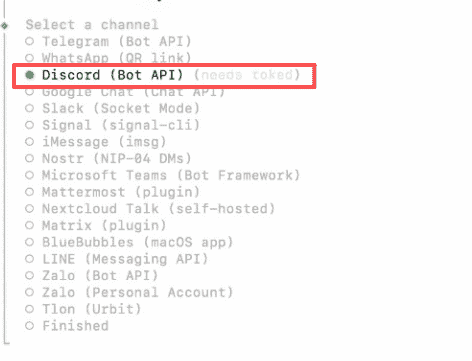 Select a channel
Telegram (Bot API)
WhatsApp (QR link)
Discord (Bot API) (needs toked)
Google Chat (Chat API)
Slack (Socket Mode)
Signal (signal-cli)
iMessage (imsg)
Nostr (NIP-04 DMs)
Microsoft Teams (Bot Framework)
Mattermost (plugin)
Nextcloud Talk (self-hosted)
Matrix (plugin)
BlueBubbles (macOS app)
LINE (Messaging API)
Zalo (Bot API)
Zalo (Personal Account)
Tlon (Urbit)
Finished